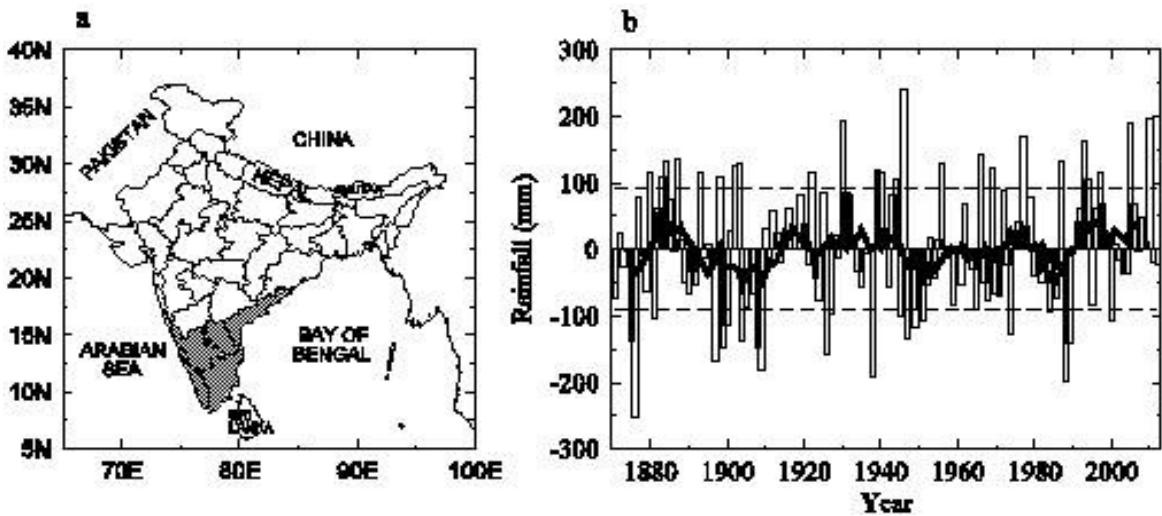 a
40N
35N
30N
25N
20N
15N
10N
5N
70E
80E
90E
100E
PAKISTAN
CHINA
NEPAL
ARABIAN
SEA
BAY OF
BENGAL
SRI
LANKA
b
Rainfall (mm)
300
200
100
0
-100
-200
-300
1880
1900
1920
1940
1960
1980
2000
Year